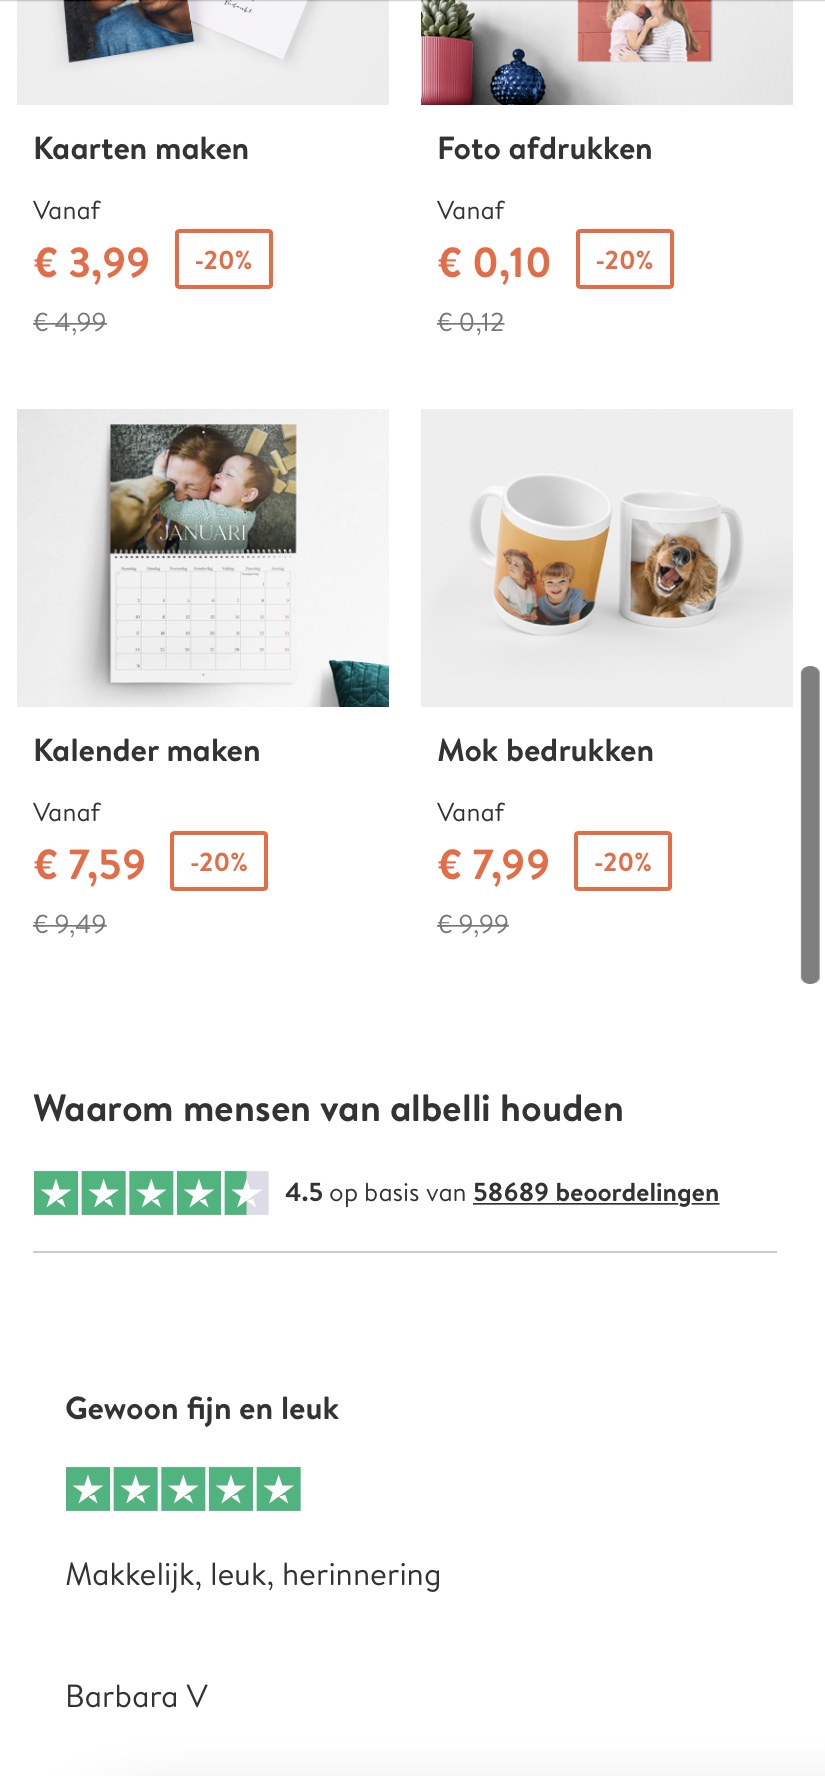 Bedankt
Kaarten maken
Vanaf
€ 3,99
-20%
€ 4,99
Foto afdrukken
Vanaf
€ 0,10
-20%
€ 0,12
JANUARI
Kalender maken
Vanaf
€ 7,59
-20%
€ 9,49
Mok bedrukken
Vanaf
€ 7,99
-20%
€ 9,99
Waarom mensen van albelli houden
4.5 op basis van 58689 beoordelingen
Gewoon fijn en leuk
Makkelijk, leuk, herinnering
Barbara V